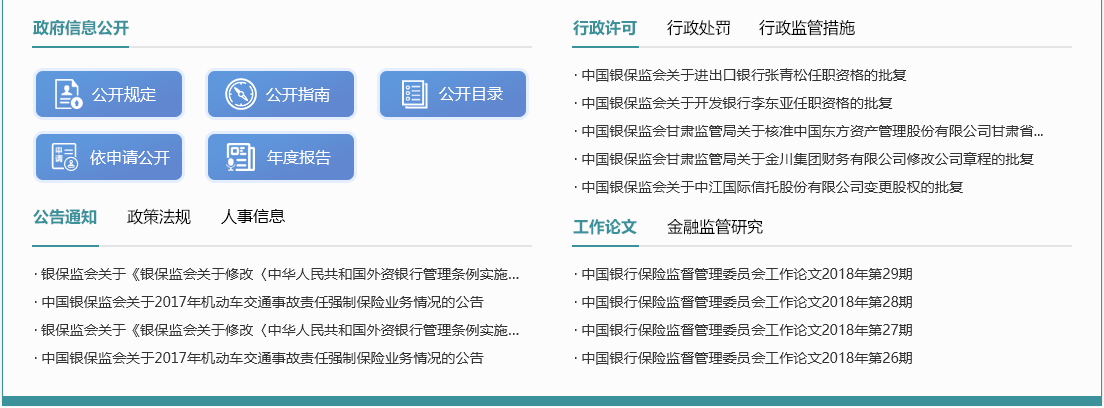 政府信息公开
公开规定 公开指南 公开目录
依申请公开 年度报告
公告通知 政策法规 人事信息
· 银保监会关于《银保监会关于修改〈中华人民共和国外资银行管理条例实施...
· 中国银保监会关于2017年机动车交通事故责任强制保险业务情况的公告
· 银保监会关于《银保监会关于修改〈中华人民共和国外资银行管理条例实施...
· 中国银保监会关于2017年机动车交通事故责任强制保险业务情况的公告
行政许可 行政处罚 行政监管措施
· 中国银保监会关于进出口银行张青松任职资格的批复
· 中国银保监会关于开发银行李东亚任职资格的批复
· 中国银保监会甘肃监管局关于核准中国东方资产管理股份有限公司甘肃省...
· 中国银保监会甘肃监管局关于金川集团财务有限公司修改公司章程的批复
· 中国银保监会关于中江国际信托股份有限公司变更股权的批复
工作论文 金融监管研究
· 中国银行保险监督管理委员会工作论文2018年第29期
· 中国银行保险监督管理委员会工作论文2018年第28期
· 中国银行保险监督管理委员会工作论文2018年第27期
· 中国银行保险监督管理委员会工作论文2018年第26期